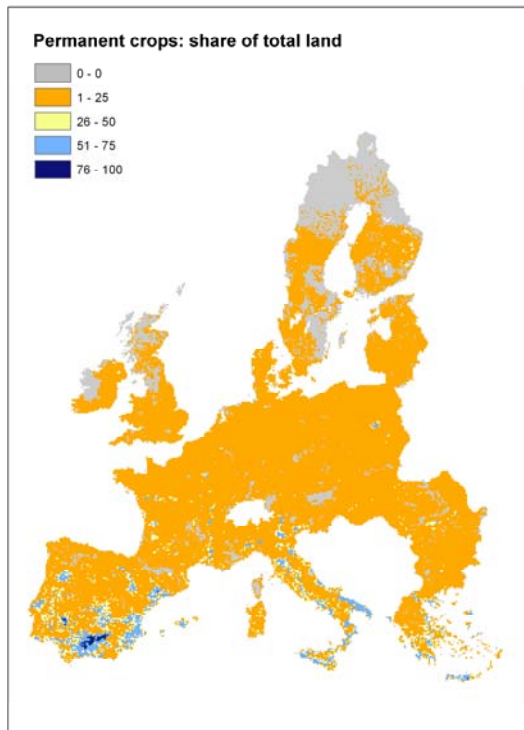 Permanent crops: share of total land
0 - 0
1 - 25
26 - 50
51 - 75
76 - 100